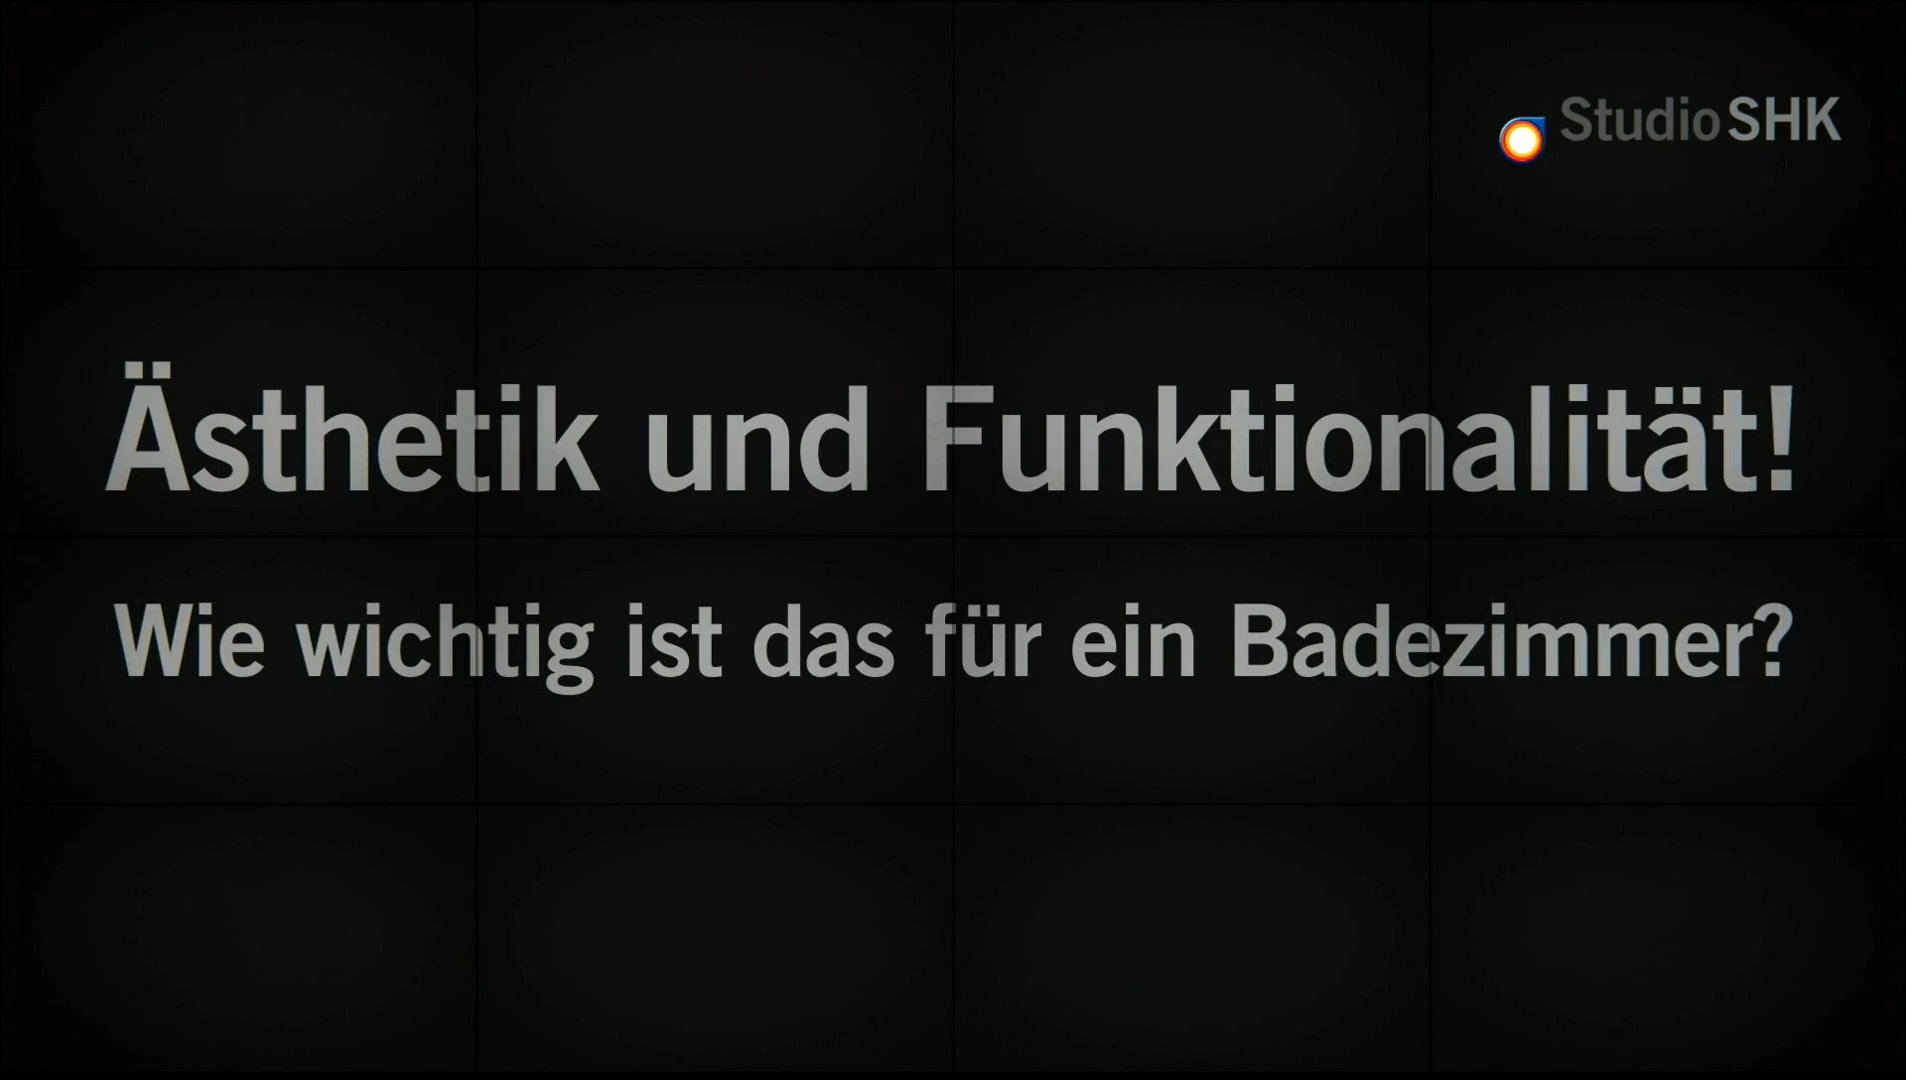 Studio SHK
Ästhetik und Funktionalität!
Wie wichtig ist das für ein Badezimmer?